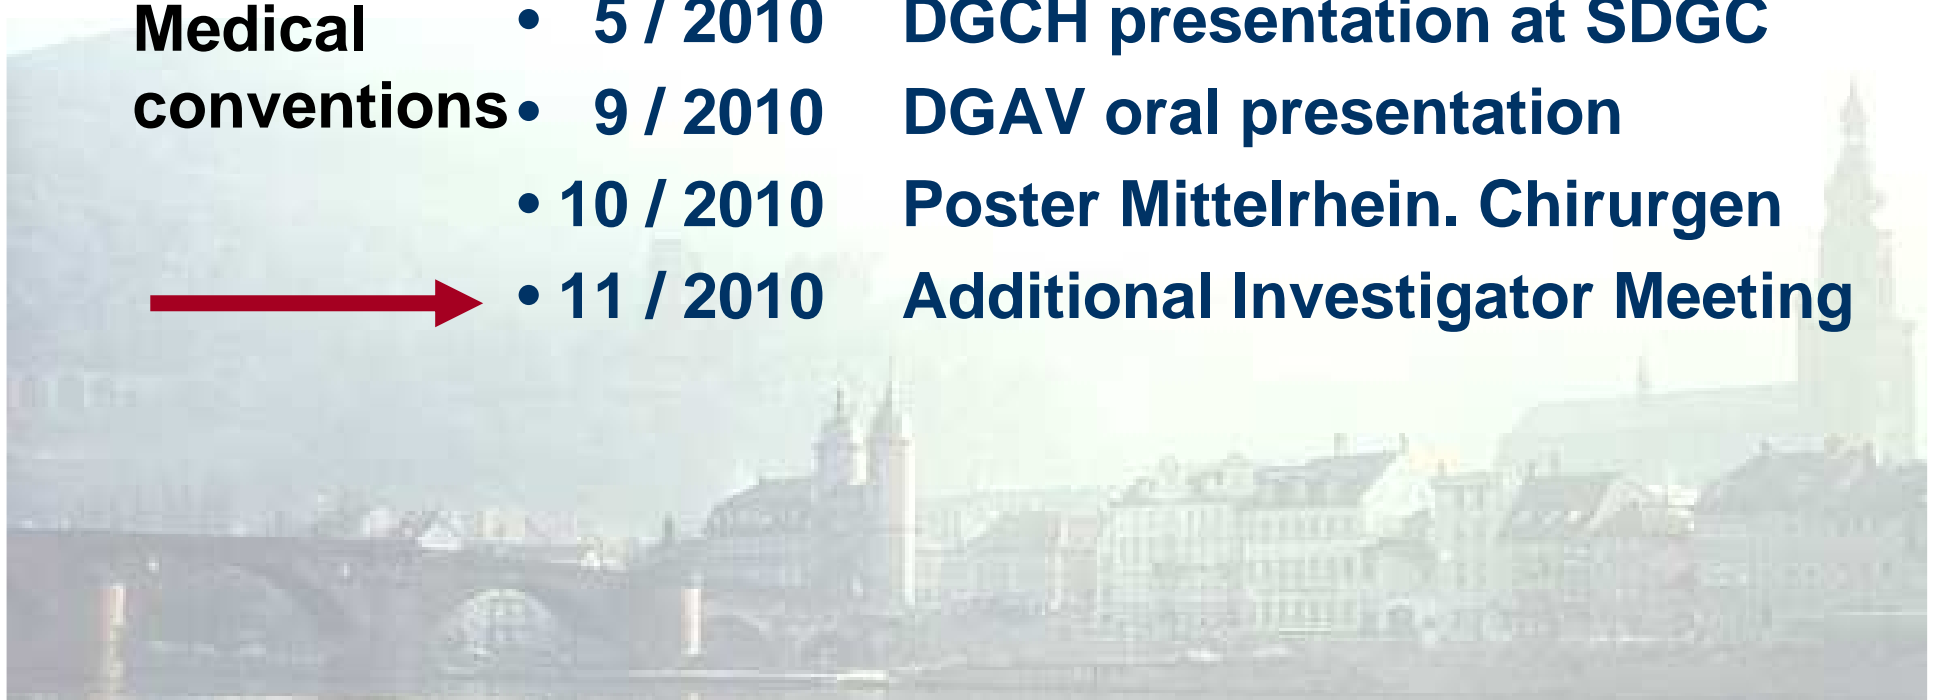 Medical
conventions
• 5 / 2010 DGCH presentation at SDGC
• 9 / 2010 DGAV oral presentation
• 10 / 2010 Poster Mittelrhein. Chirurgen
• 11 / 2010 Additional Investigator Meeting